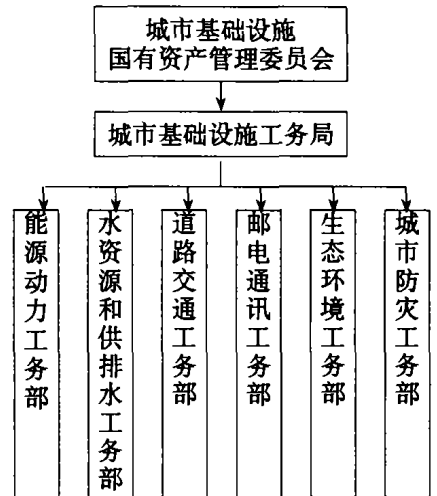 城市基础设施
国有资产管理委员会
城市基础设施工务局
能源动力工务部
水资源和供排水工务部
道路交通工务部
邮电通讯工务部
生态环境工务部
城市防灾工务部